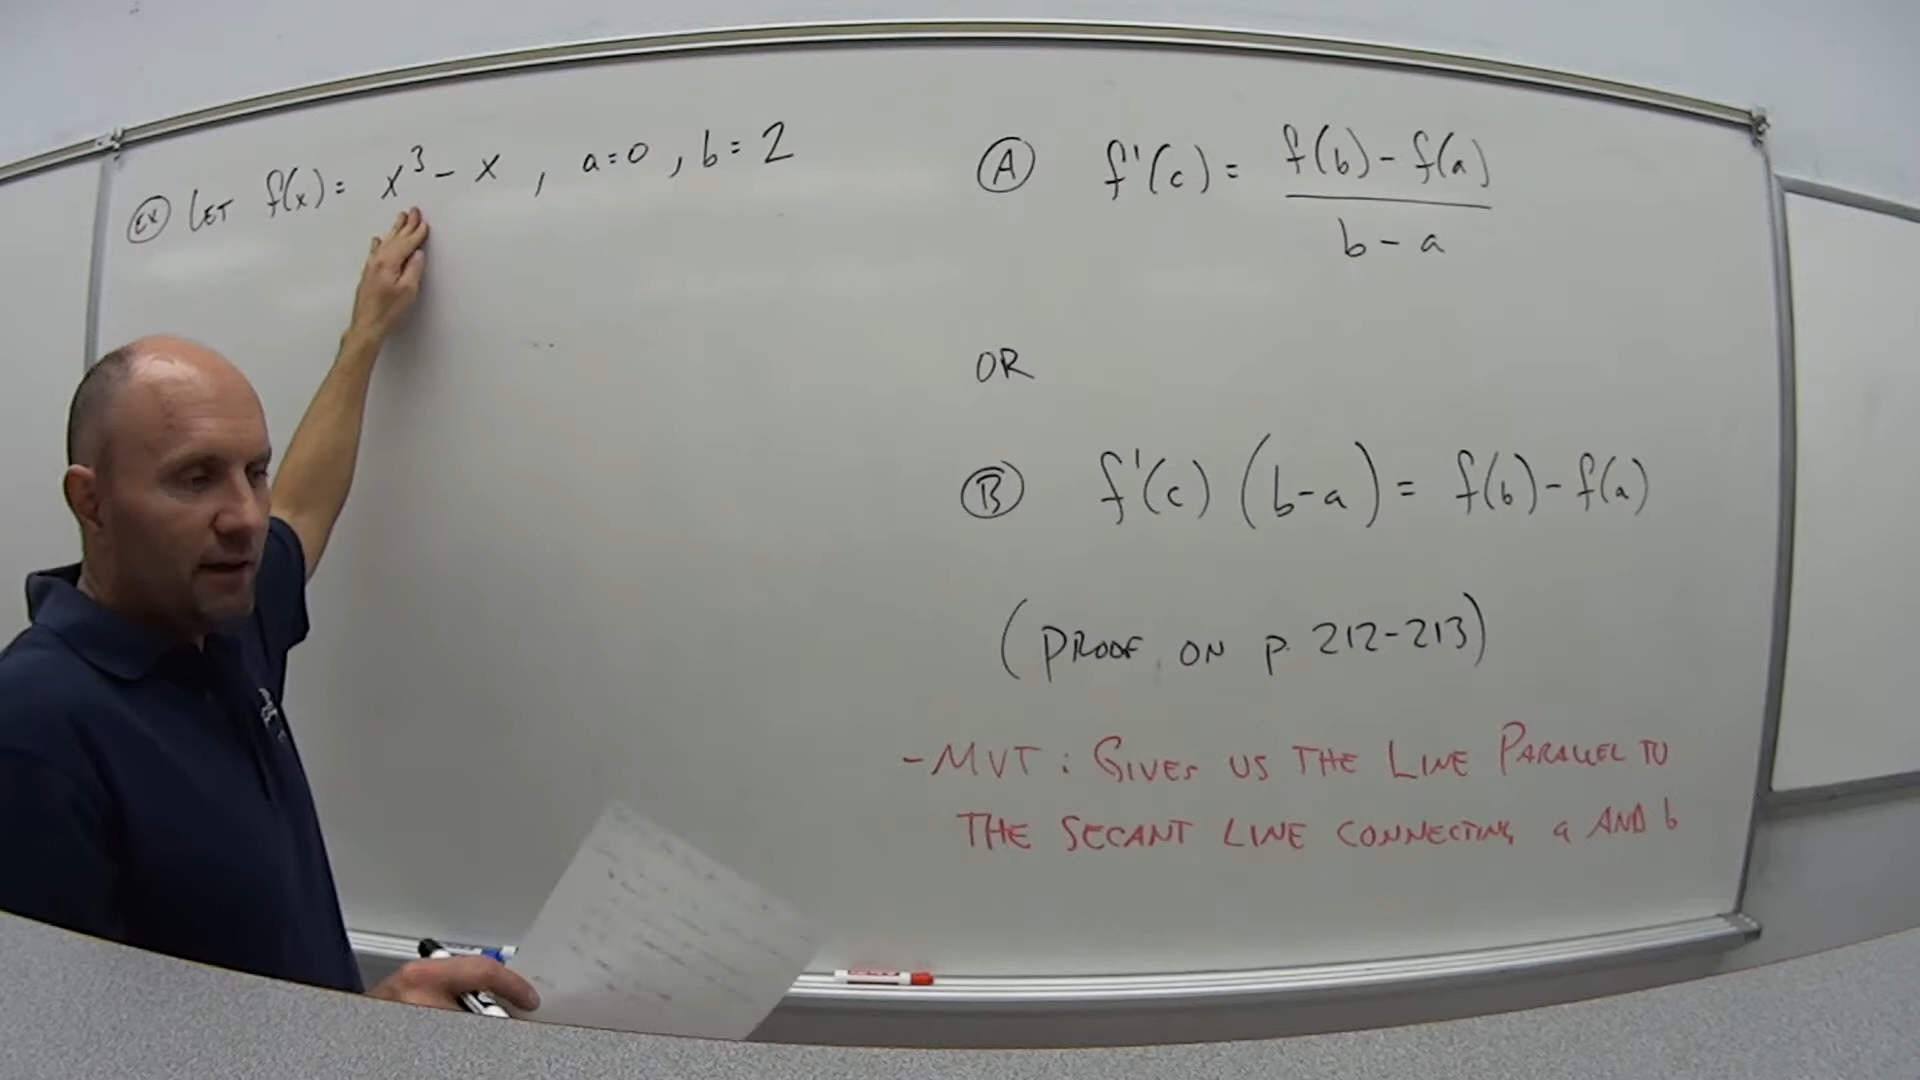 EX LET f(x) = x³ - x , a=0 , b=2
A f'(c) = f(b) - f(a)
b - a
OR
B f'(c) (b-a) = f(b) - f(a)
(PROOF ON p. 212-213)
- MVT : GIVES US THE LINE PARALLEL TO
THE SECANT LINE CONNECTING a AND b